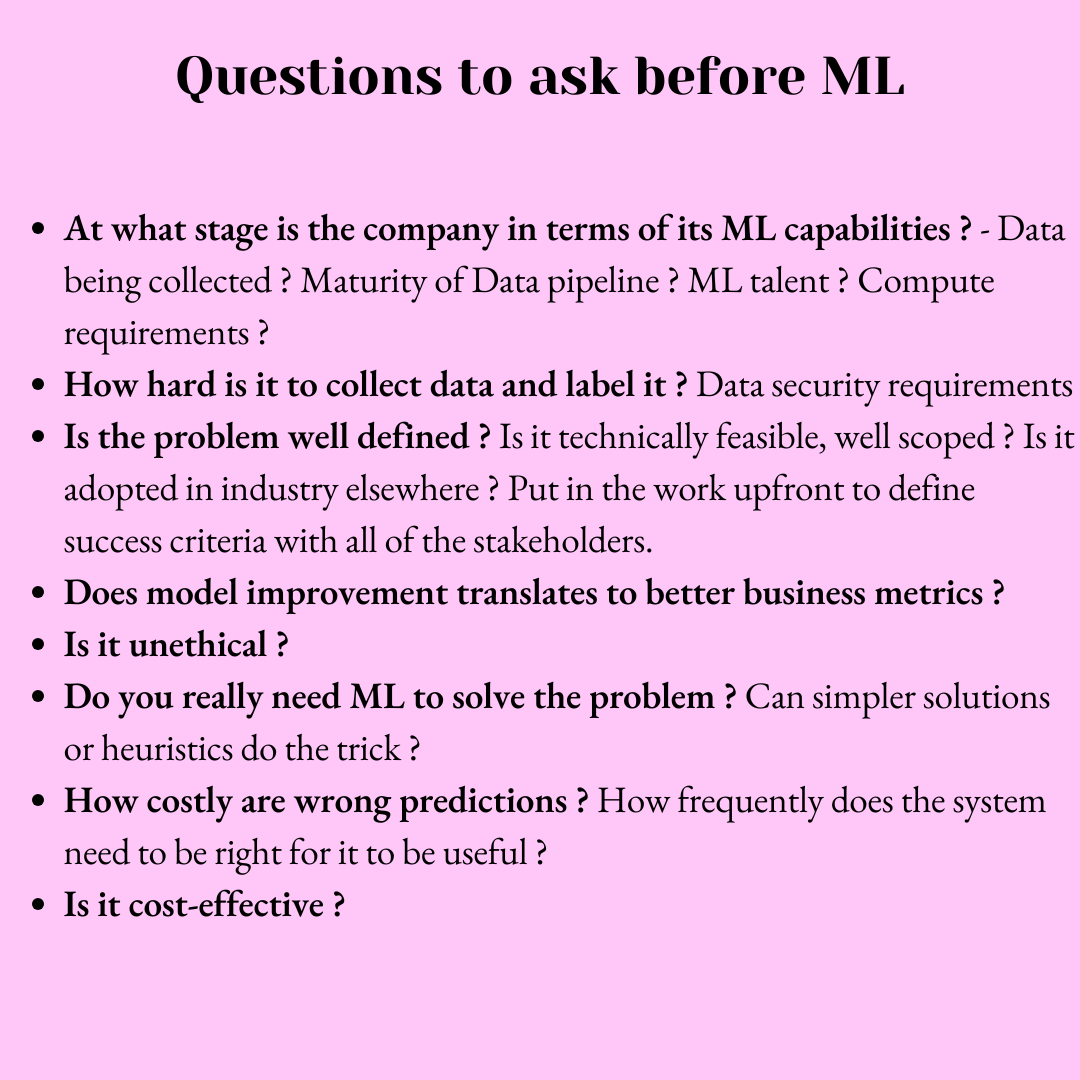 Questions to ask before ML
• At what stage is the company in terms of its ML capabilities ? - Data
being collected ? Maturity of Data pipeline ? ML talent ? Compute
requirements ?
• How hard is it to collect data and label it ? Data security requirements
• Is the problem well defined ? Is it technically feasible, well scoped ? Is it
adopted in industry elsewhere ? Put in the work upfront to define
success criteria with all of the stakeholders.
• Does model improvement translates to better business metrics ?
• Is it unethical ?
• Do you really need ML to solve the problem ? Can simpler solutions
or heuristics do the trick ?
• How costly are wrong predictions ? How frequently does the system
need to be right for it to be useful ?
• Is it cost-effective ?